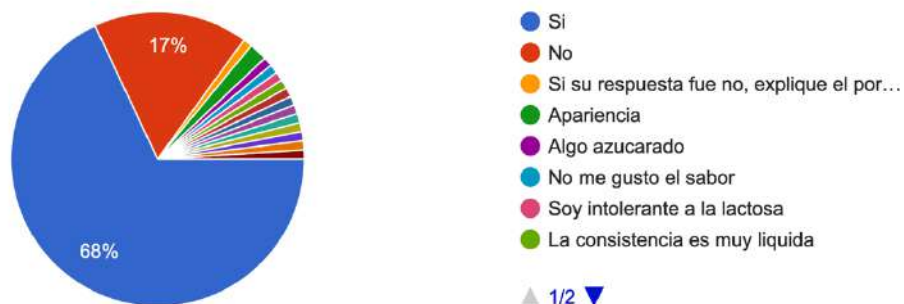 17%
68%
Si
No
Si su respuesta fue no, explique el por…
Apariencia
Algo azucarado
No me gusto el sabor
Soy intolerante a la lactosa
La consistencia es muy liquida
1/2